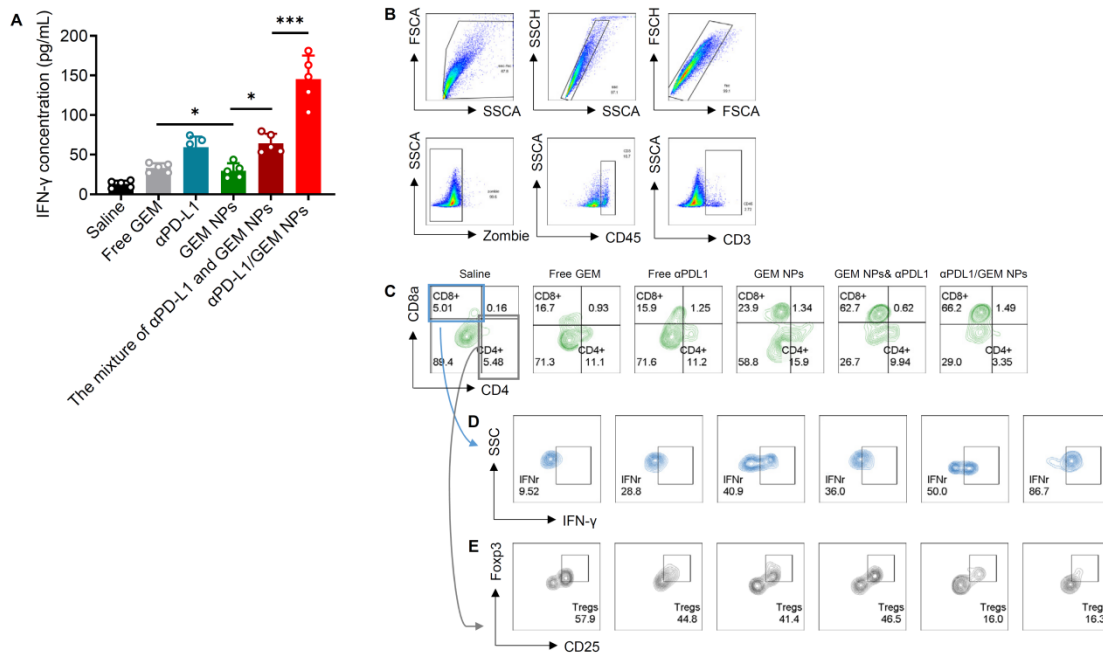 A
IFN-γ concentration (pg/mL)
200
150
100
50
0
*
*
***
Saline
Free GEM
αPD-L1
GEM NPs
The mixture of αPD-L1 and GEM NPs
αPD-L1/GEM NPs
B
FSCA
SSCA
SSCH
SSCA
FSCH
FSCA
SSCA
Zombie
SSCA
CD45
SSCA
CD3
C
Saline
Free GEM
Free αPDL1
GEM NPs
GEM NPs& αPDL1
αPDL1/GEM NPs
CD8a
CD8+
5.01
0.16
89.4
CD4+
5.48
CD8+
16.7
0.93
71.3
CD4+
11.1
CD8+
15.9
1.25
71.6
CD4+
11.2
CD8+
23.9
1.34
58.8
CD4+
15.9
CD8+
62.7
0.62
26.7
CD4+
9.94
CD8+
66.2
1.49
29.0
CD4+
3.35
CD4
D
SSC
IFNr
9.52
IFNr
28.8
IFNr
40.9
IFNr
36.0
IFNr
50.0
IFNr
86.7
IFN-γ
E
Foxp3
Tregs
57.9
Tregs
44.8
Tregs
41.4
Tregs
46.5
Tregs
16.0
Tregs
16.3
CD25